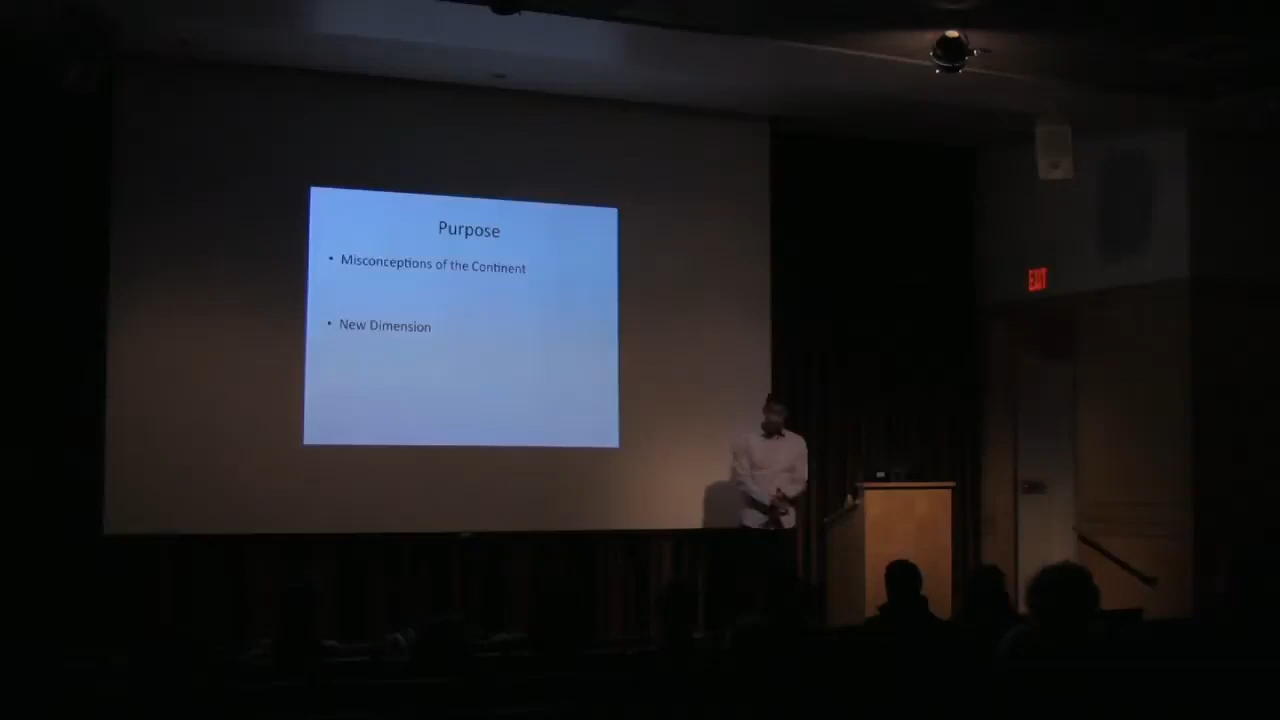 Purpose
• Misconceptions of the Continent
• New Dimension
EXIT